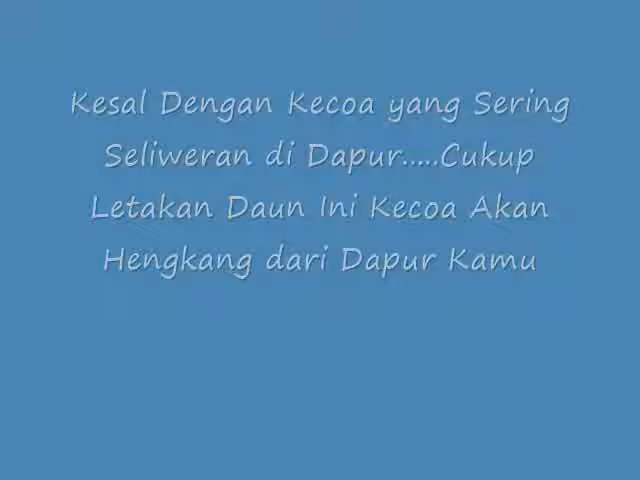 Kesal Dengan Kecoa yang Sering
Seliweran di Dapur.....Cukup
Letakan Daun Ini Kecoa Akan
Hengkang dari Dapur Kamu